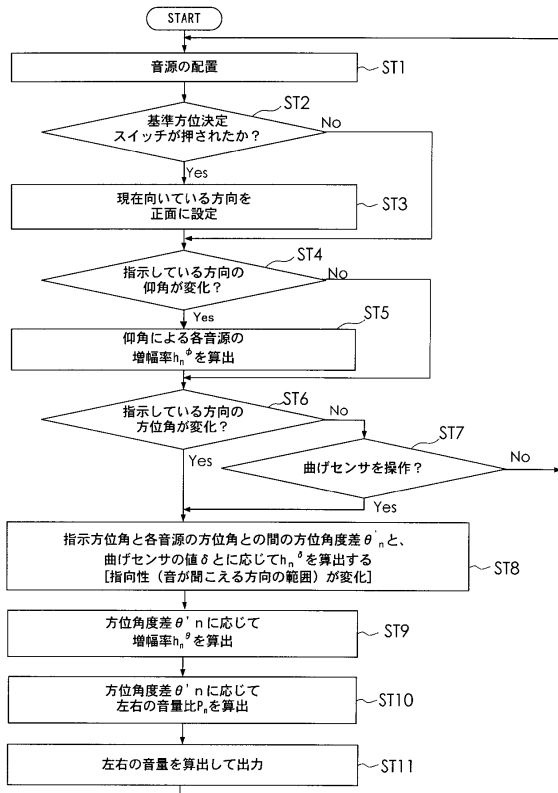 START
音源の配置
ST1
基準方位決定
スイッチが押されたか？
ST2
No
Yes
現在向いている方向を
正面に設定
ST3
指示している方向の
仰角が変化？
ST4
No
Yes
仰角による各音源の
増幅率hₙᶲを算出
ST5
指示している方向の
方位角が変化？
ST6
No
Yes
曲げセンサを操作？
ST7
No
Yes
指示方位角と各音源の方位角との間の方位角度差θ'ₙと、
曲げセンサの値δとに応じてhₙᵟを算出する
[指向性（音が聞こえる方向の範囲）が変化]
ST8
方位角度差θ'nに応じて
増幅率hₙᶿを算出
ST9
方位角度差θ'nに応じて
左右の音量比Pₙを算出
ST10
左右の音量を算出して出力
ST11